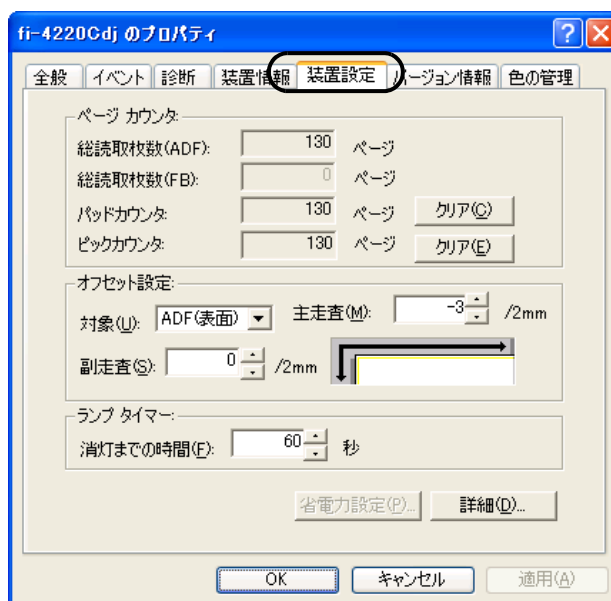 fi-4220Cdj のプロパティ
全般 イベント 診断 装置情報 装置設定 バージョン情報 色の管理
ページ カウンタ:
総読取枚数(ADF): 130 ページ
総読取枚数(FB): 0 ページ
パッドカウンタ: 130 ページ クリア(C)
ピックカウンタ: 130 ページ クリア(E)
オフセット設定:
対象(U): ADF(表面) 主走査(M): -3 /2mm
副走査(S): 0 /2mm
ランプ タイマー:
消灯までの時間(F): 60 秒
省電力設定(P)... 詳細(D)...
OK キャンセル 適用(A)